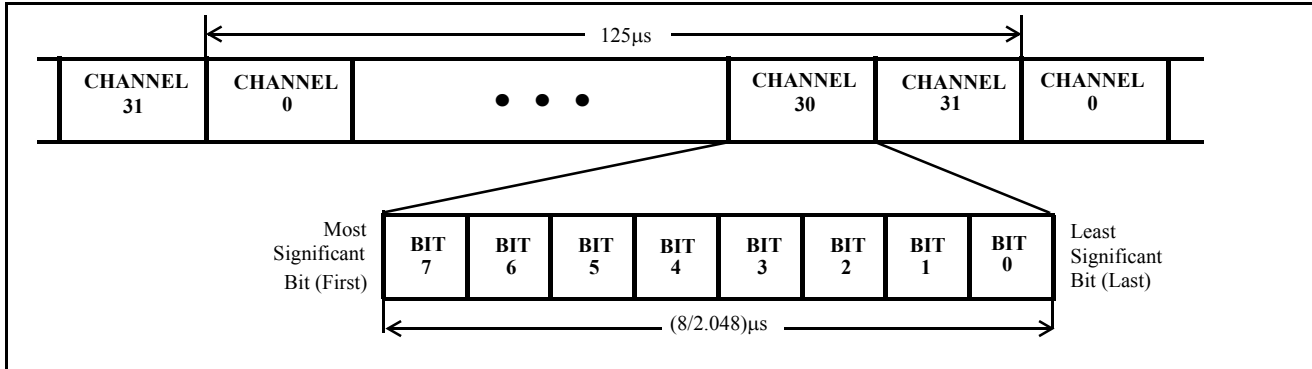 125μs
CHANNEL
31
CHANNEL
0
CHANNEL
30
CHANNEL
31
CHANNEL
0
Most
Significant
Bit (First)
BIT
7
BIT
6
BIT
5
BIT
4
BIT
3
BIT
2
BIT
1
BIT
0
Least
Significant
Bit (Last)
(8/2.048)μs